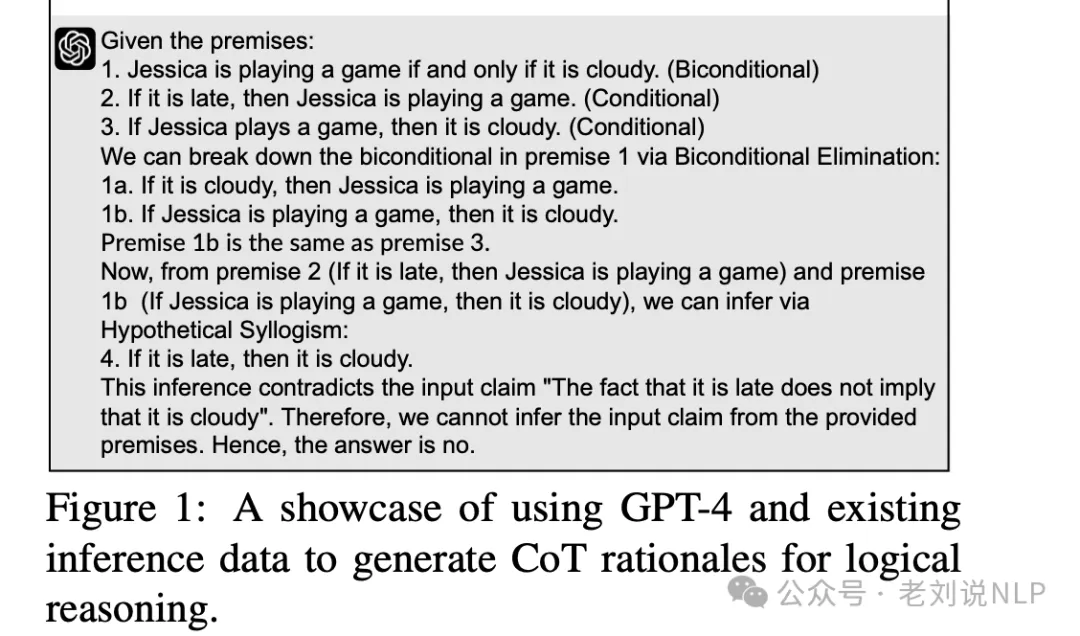 Given the premises:
1. Jessica is playing a game if and only if it is cloudy. (Biconditional)
2. If it is late, then Jessica is playing a game. (Conditional)
3. If Jessica plays a game, then it is cloudy. (Conditional)
We can break down the biconditional in premise 1 via Biconditional Elimination:
1a. If it is cloudy, then Jessica is playing a game.
1b. If Jessica is playing a game, then it is cloudy.
Premise 1b is the same as premise 3.
Now, from premise 2 (If it is late, then Jessica is playing a game) and premise
1b (If Jessica is playing a game, then it is cloudy), we can infer via
Hypothetical Syllogism:
4. If it is late, then it is cloudy.
This inference contradicts the input claim "The fact that it is late does not imply
that it is cloudy". Therefore, we cannot infer the input claim from the provided
premises. Hence, the answer is no.
Figure 1: A showcase of using GPT-4 and existing
inference data to generate CoT rationales for logical
reasoning.
公众号 · 老刘说NLP